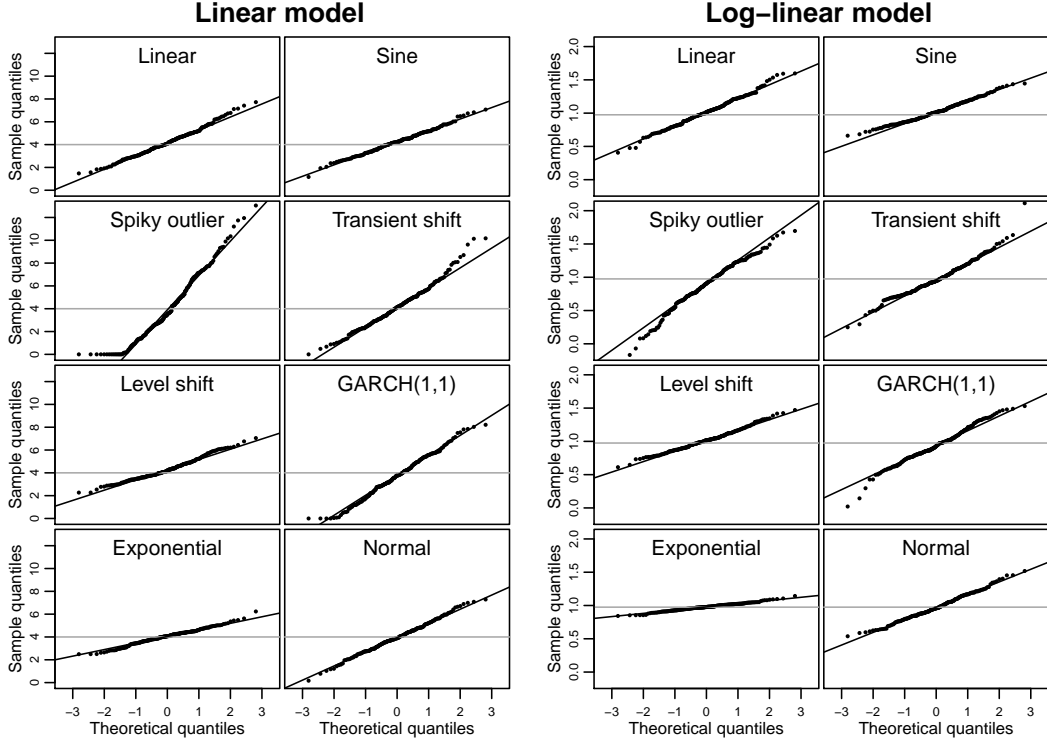 Linear model
Log−linear model
Sample quantiles
0 2 4 6 8 10
Linear
Sine
Sample quantiles
0.0 0.5 1.0 1.5 2.0
Linear
Sine
Sample quantiles
0 2 4 6 8 10
Spiky outlier
Transient shift
Sample quantiles
0.0 0.5 1.0 1.5 2.0
Spiky outlier
Transient shift
Sample quantiles
0 2 4 6 8 10
Level shift
GARCH(1,1)
Sample quantiles
0.0 0.5 1.0 1.5 2.0
Level shift
GARCH(1,1)
Sample quantiles
0 2 4 6 8 10
Exponential
Normal
Sample quantiles
0.0 0.5 1.0 1.5 2.0
Exponential
Normal
−3 −2 −1 0 1 2 3
−3 −2 −1 0 1 2 3
−3 −2 −1 0 1 2 3
−3 −2 −1 0 1 2 3
Theoretical quantiles
Theoretical quantiles
Theoretical quantiles
Theoretical quantiles